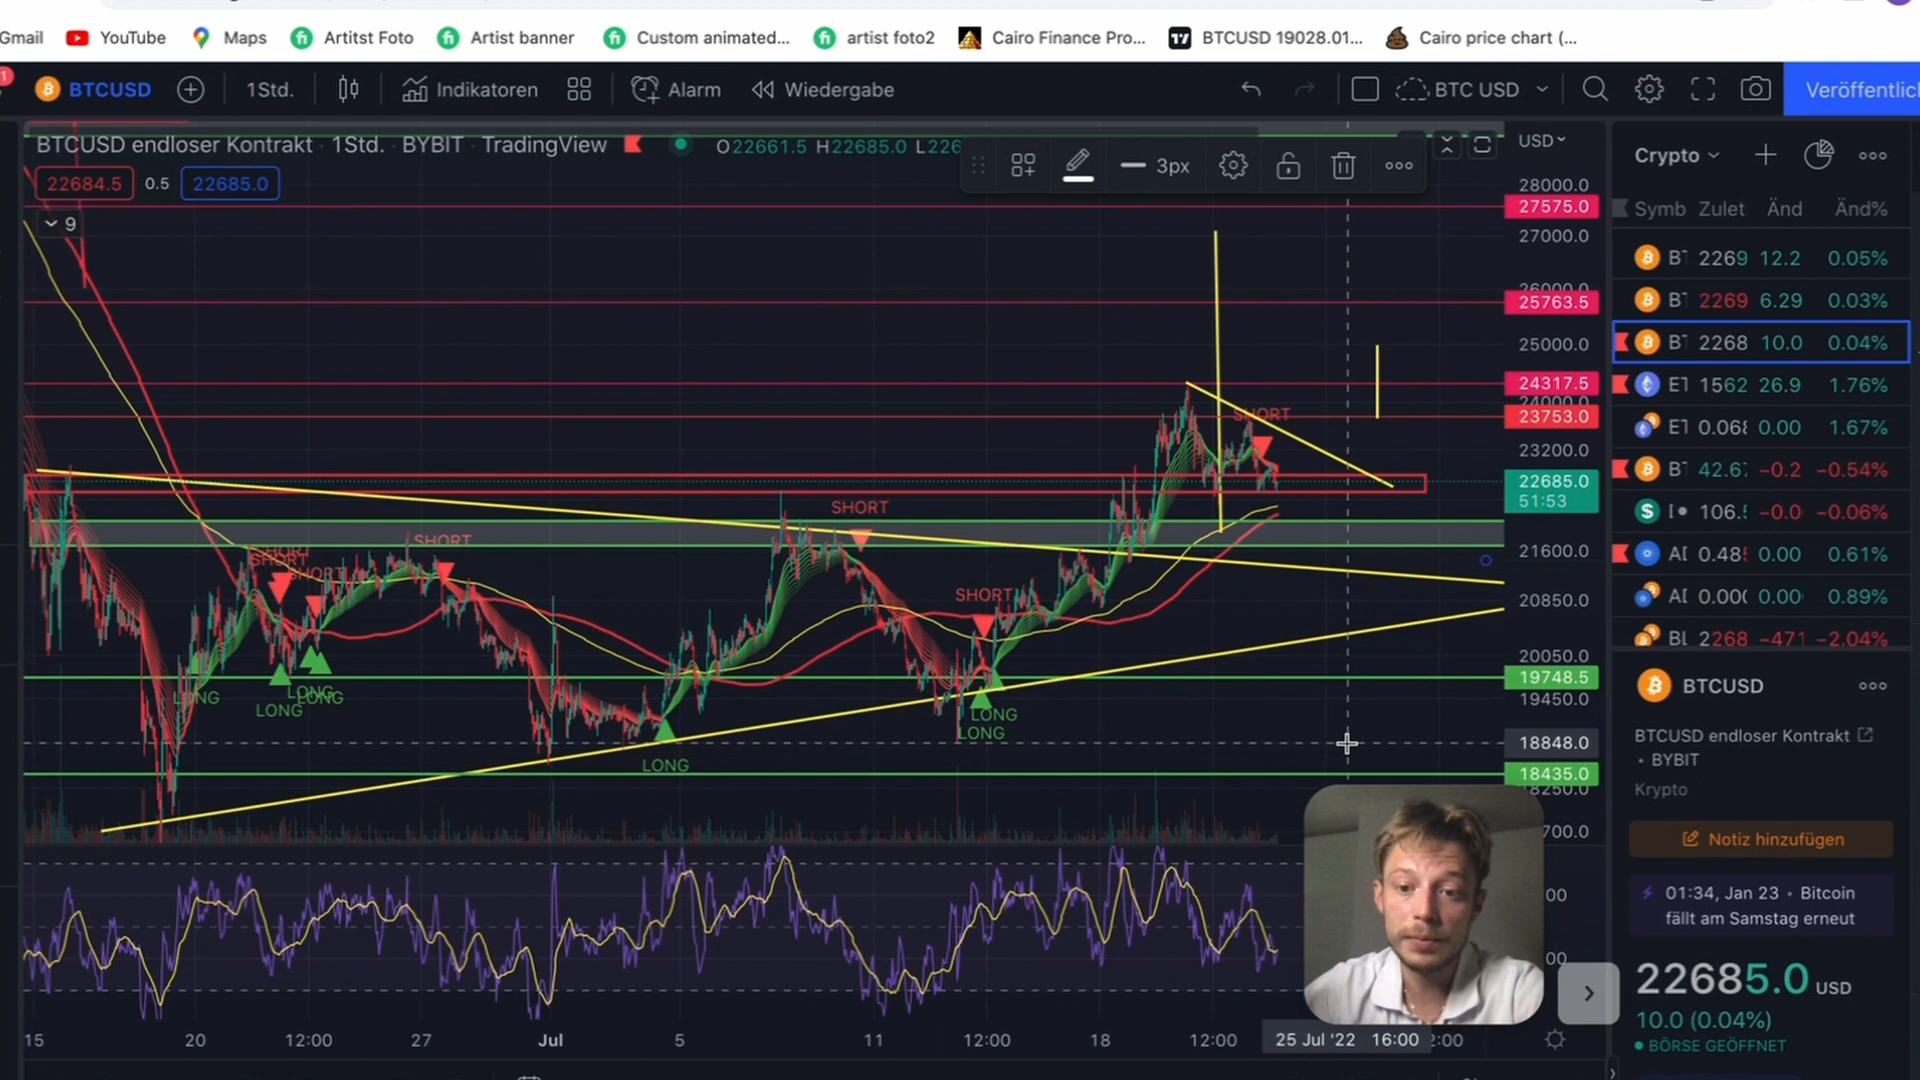 Gmail YouTube Maps Artitst Foto Artist banner Custom animated... artist foto2 Cairo Finance Pro... BTCUSD 19028.01... Cairo price chart (...
1
BTCUSD 1Std. Indikatoren Alarm Wiedergabe BTC USD Veröffentlic
BTCUSD endloser Kontrakt · 1Std. · BYBIT · TradingView O22661.5 H22685.0 L226
3px
USD
22684.5 0.5 22685.0
9
28000.0
27575.0
27000.0
26000.0
25763.5
25000.0
24317.5
24000.0
23753.0
23200.0
22685.0
51:53
21600.0
20850.0
20050.0
19748.5
19450.0
18848.0
18435.0
18250.0
700.0
SHORT
SHORT
SHORT
SHORT
SHORT
SHORT
SHORT
LONG
LONG
LONG
LONG
LONG
LONG
LONG
00
00
15 20 12:00 27 Jul 5 11 12:00 18 12:00 25 Jul '22 16:00 2:00
Crypto
Symb Zulet Änd Änd%
2269 12.2 0.05%
2269 6.29 0.03%
2268 10.0 0.04%
1562 26.9 1.76%
0.06 0.00 1.67%
42.6 −0.2 −0.54%
106. −0.0 −0.06%
0.48 0.00 0.61%
0.00 0.00 0.89%
2268 −471 −2.04%
BTCUSD
BTCUSD endloser Kontrakt
• BYBIT
Krypto
Notiz hinzufügen
01:34, Jan 23 • Bitcoin
fällt am Samstag erneut
22685.0 USD
10.0 (0.04%)
BÖRSE GEÖFFNET